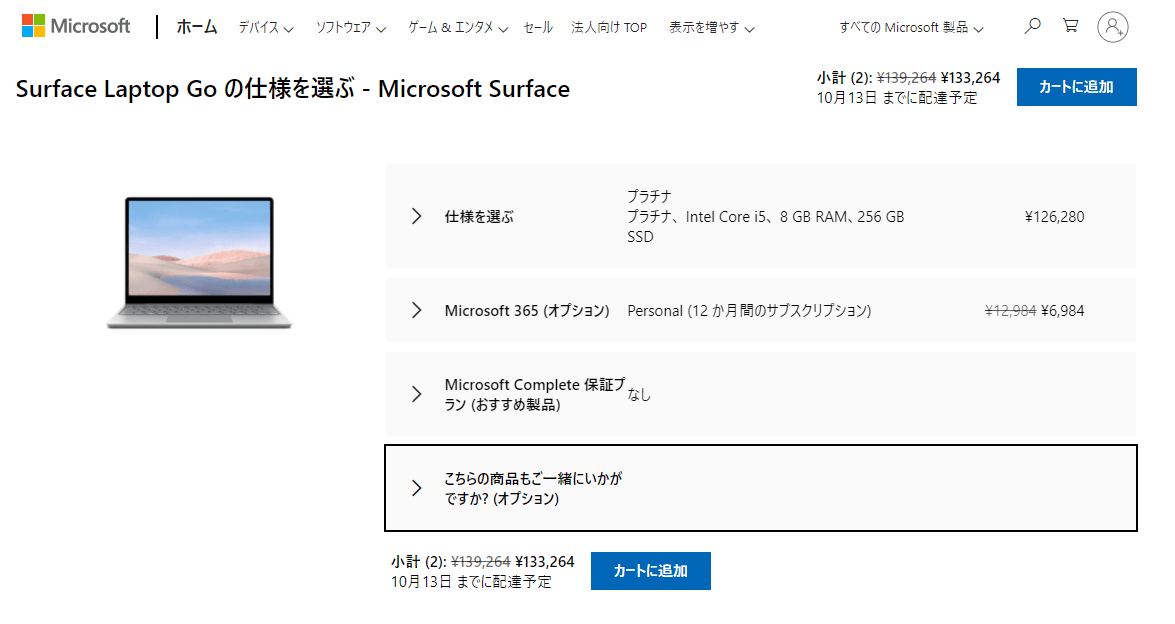 Microsoft ホーム デバイス ソフトウェア ゲーム & エンタメ セール 法人向け TOP 表示を増やす すべての Microsoft 製品
Surface Laptop Go の仕様を選ぶ - Microsoft Surface
小計 (2): ¥139,264 ¥133,264
10月13日 までに配達予定
カートに追加
仕様を選ぶ
プラチナ
プラチナ、Intel Core i5、8 GB RAM、256 GB
SSD
¥126,280
Microsoft 365 (オプション) Personal (12 か月間のサブスクリプション) ¥12,984 ¥6,984
Microsoft Complete 保証プ
ラン (おすすめ製品)
なし
こちらの商品もご一緒にいかが
ですか? (オプション)
小計 (2): ¥139,264 ¥133,264
10月13日 までに配達予定
カートに追加